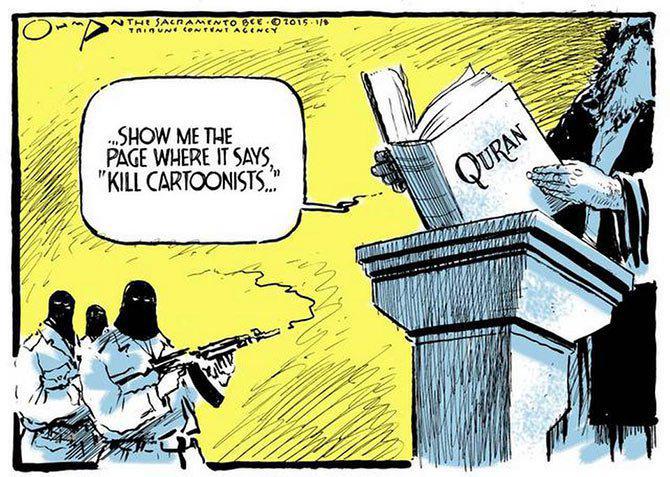 OHMAN THE SACRAMENTO BEE • © 2015 • 1/8
TRIBUNE CONTENT AGENCY
...SHOW ME THE
PAGE WHERE IT SAYS,
"KILL CARTOONISTS..."
QURAN